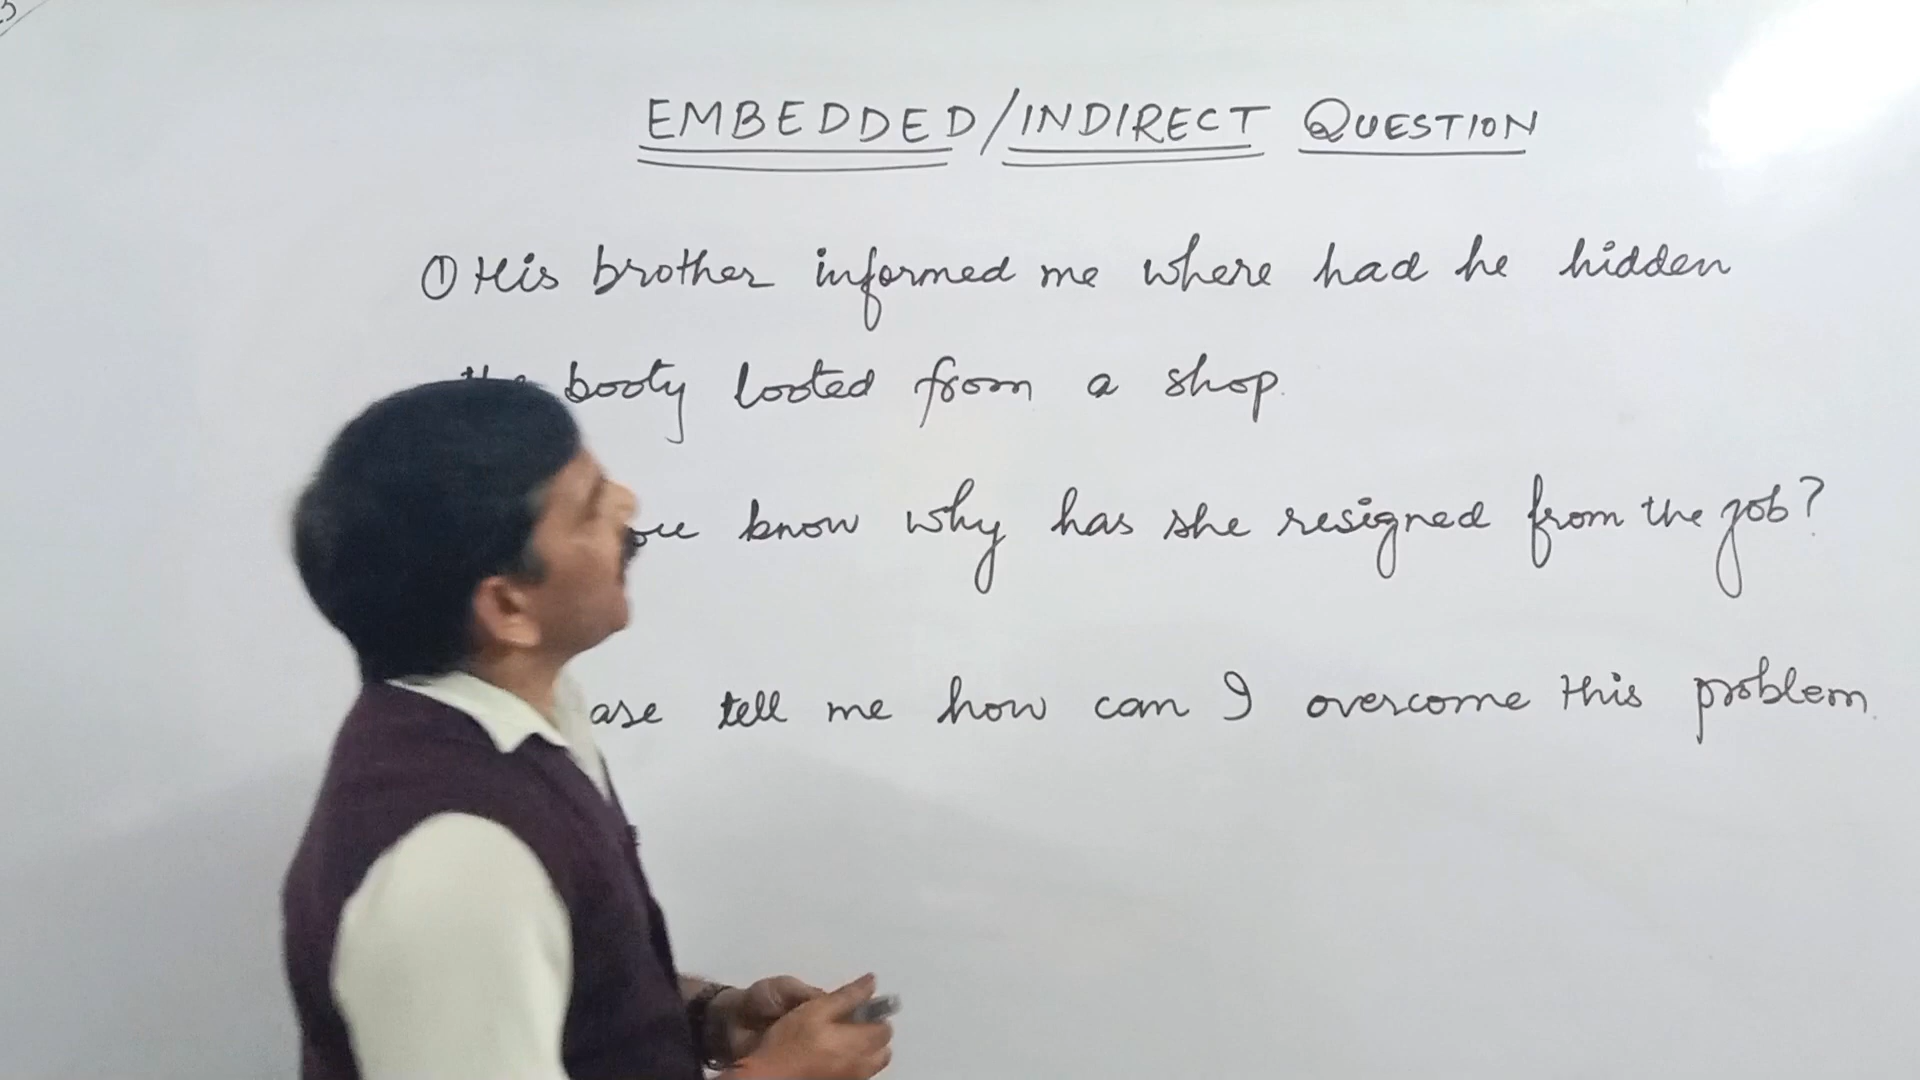 EMBEDDED/INDIRECT QUESTION
① His brother informed me where had he hidden
the booty looted from a shop.
know why has she resigned from the job?
tell me how can I overcome this problem.